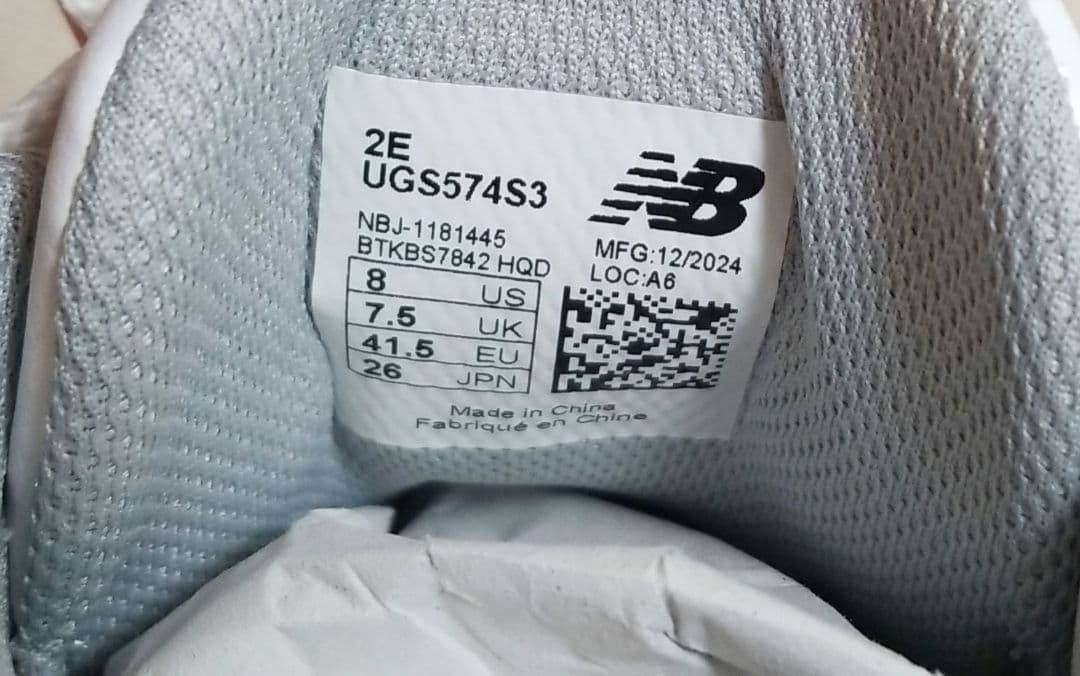 2E
UGS574S3
NBJ-1181445
BTKBS7842 HQD
8 US
7.5 UK
41.5 EU
26 JPN
NB
MFG:12/2024
LOC:A6
Made in China
Fabriqué en Chine